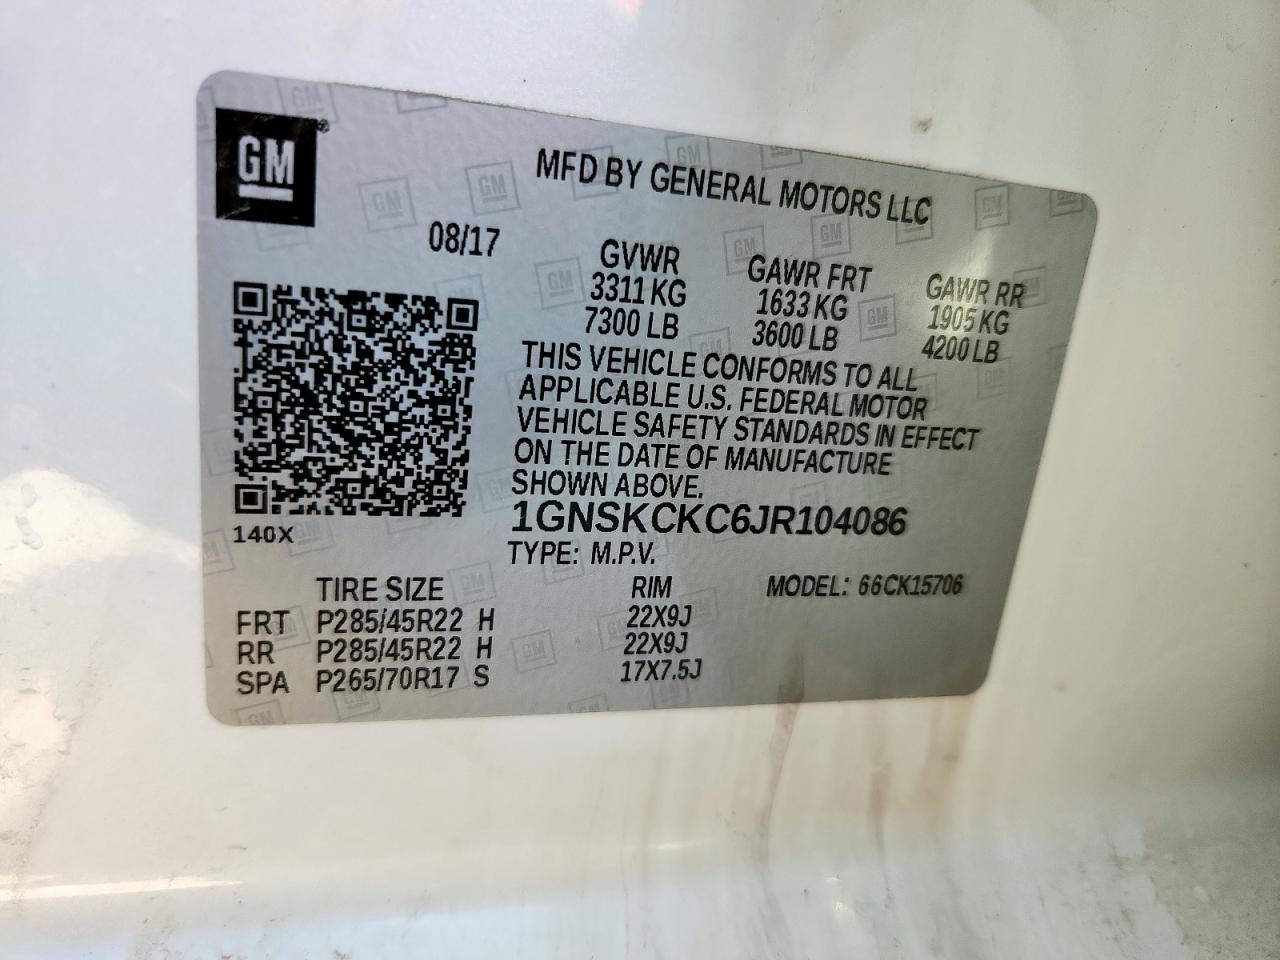 GM®
MFD BY GENERAL MOTORS LLC
08/17
GVWR GAWR FRT GAWR RR
3311 KG 1633 KG 1905 KG
7300 LB 3600 LB 4200 LB
THIS VEHICLE CONFORMS TO ALL
APPLICABLE U.S. FEDERAL MOTOR
VEHICLE SAFETY STANDARDS IN EFFECT
ON THE DATE OF MANUFACTURE
SHOWN ABOVE.
1GNSKCKC6JR104086
140X
TYPE: M.P.V.
TIRE SIZE RIM MODEL: 66CK15706
FRT P285/45R22 H 22X9J
RR P285/45R22 H 22X9J
SPA P265/70R17 S 17X7.5J